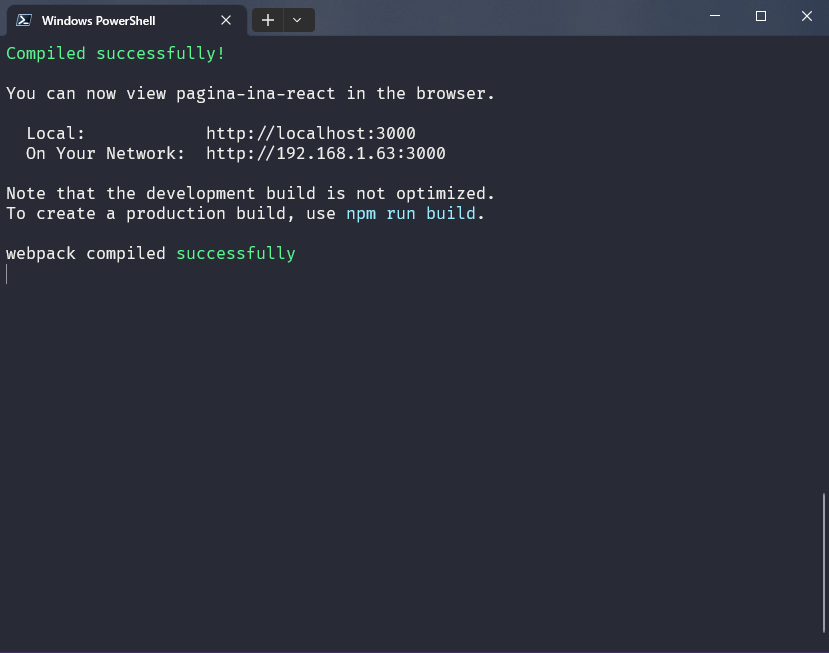 Windows PowerShell
Compiled successfully!
You can now view pagina-ina-react in the browser.
Local: http://localhost:3000
On Your Network: http://192.168.1.63:3000
Note that the development build is not optimized.
To create a production build, use npm run build.
webpack compiled successfully